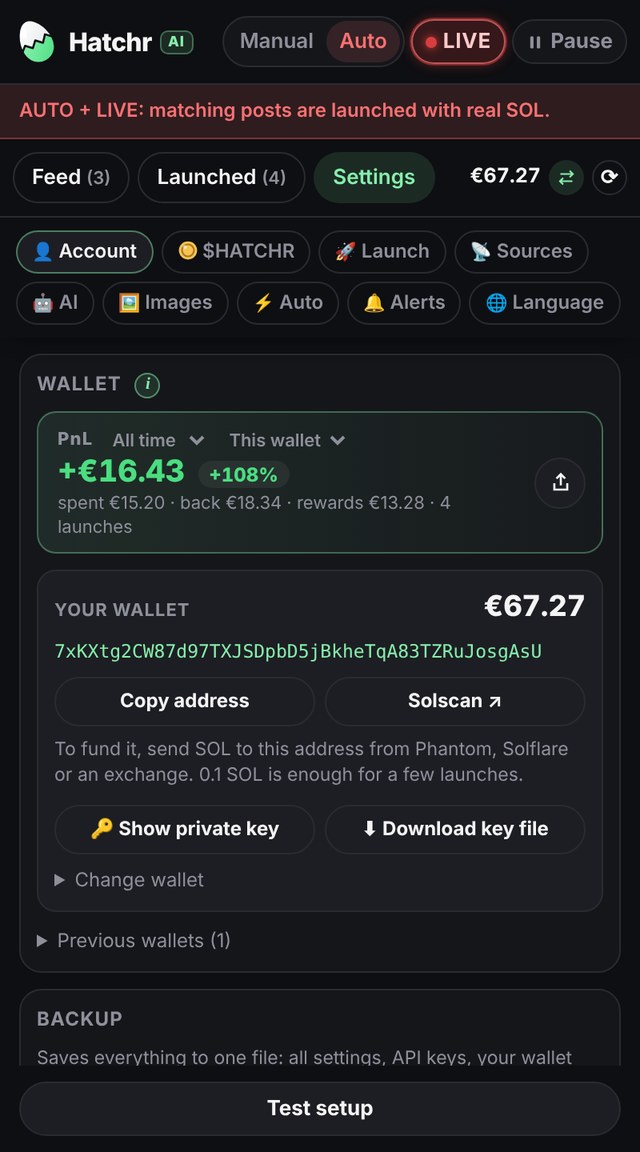 Hatchr AI Manual Auto LIVE Pause
AUTO + LIVE: matching posts are launched with real SOL.
Feed (3) Launched (4) Settings €67.27
Account $HATCHR Launch Sources
AI Images Auto Alerts Language
WALLET i
PnL All time This wallet
+€16.43 +108%
spent €15.20 · back €18.34 · rewards €13.28 · 4
launches
YOUR WALLET €67.27
7xKXtg2CW87d97TXJSDpbD5jBkheTqA83TZRuJosgAsU
Copy address Solscan ↗
To fund it, send SOL to this address from Phantom, Solflare
or an exchange. 0.1 SOL is enough for a few launches.
Show private key Download key file
Change wallet
Previous wallets (1)
BACKUP
Saves everything to one file: all settings, API keys, your wallet
Test setup